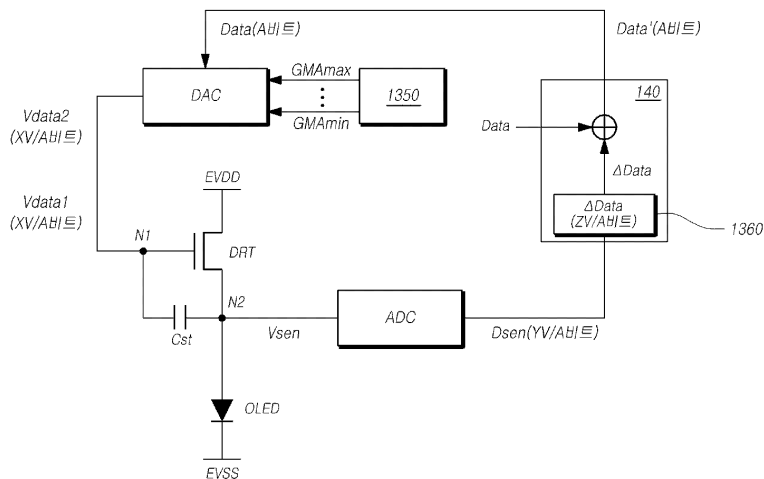 Data(A비트)
Data'(A비트)
GMAmax
DAC
1350
140
GMAmin
Vdata2
(XV/A비트)
Data
ΔData
EVDD
Vdata1
(XV/A비트)
ΔData
(ZV/A비트)
N1
DRT
1360
N2
ADC
Cst
Vsen
Dsen(YV/A비트)
OLED
EVSS